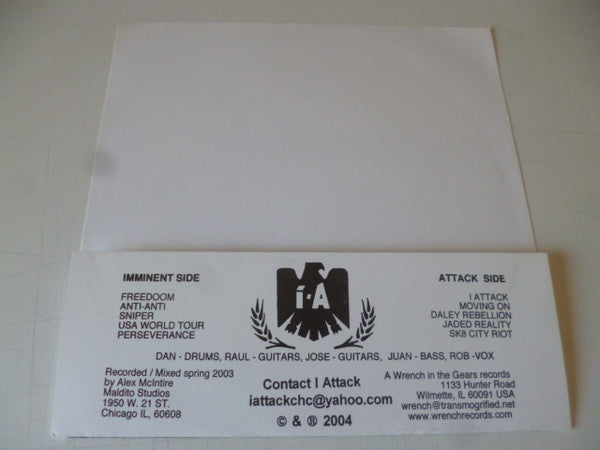 IMMINENT SIDE
FREEDOOM
ANTI-ANTI
SNIPER
USA WORLD TOUR
PERSEVERANCE
i-A
ATTACK SIDE
I ATTACK
MOVING ON
DALEY REBELLION
JADED REALITY
SK8 CITY RIOT
DAN - DRUMS, RAUL - GUITARS, JOSE - GUITARS, JUAN - BASS, ROB -VOX
Recorded / Mixed spring 2003
by Alex McIntire
Maldito Studios
1950 W. 21 ST.
Chicago IL, 60608
Contact I Attack
iattackchc@yahoo.com
© & ® 2004
A Wrench in the Gears records
1133 Hunter Road
Wilmette, IL 60091 USA
wrench@transmogrified.net
www.wrenchrecords.com